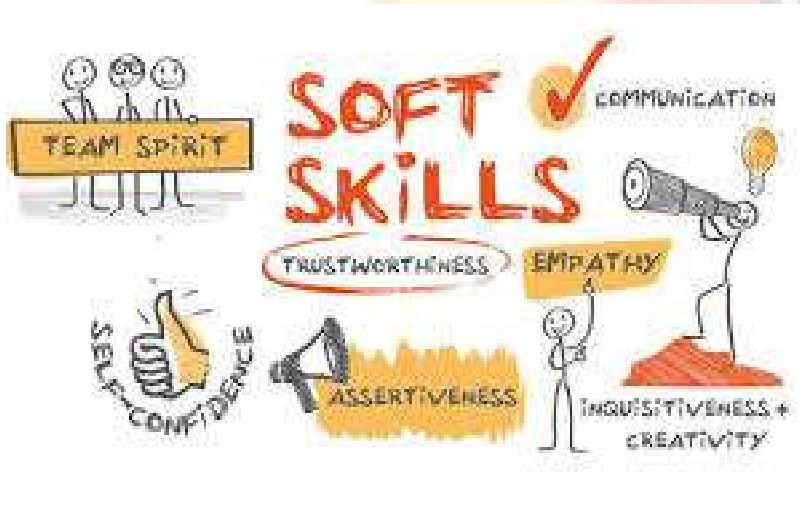 TEAM SPiRiT
SOFT
SKiLLS
COMMUNiCATiON
TRUSTWORTHiNESS
EMPATHY
SELF-CONFiDENCE
ASSERTiVENESS
iNQUiSiTiVENESS +
CREATiViTY